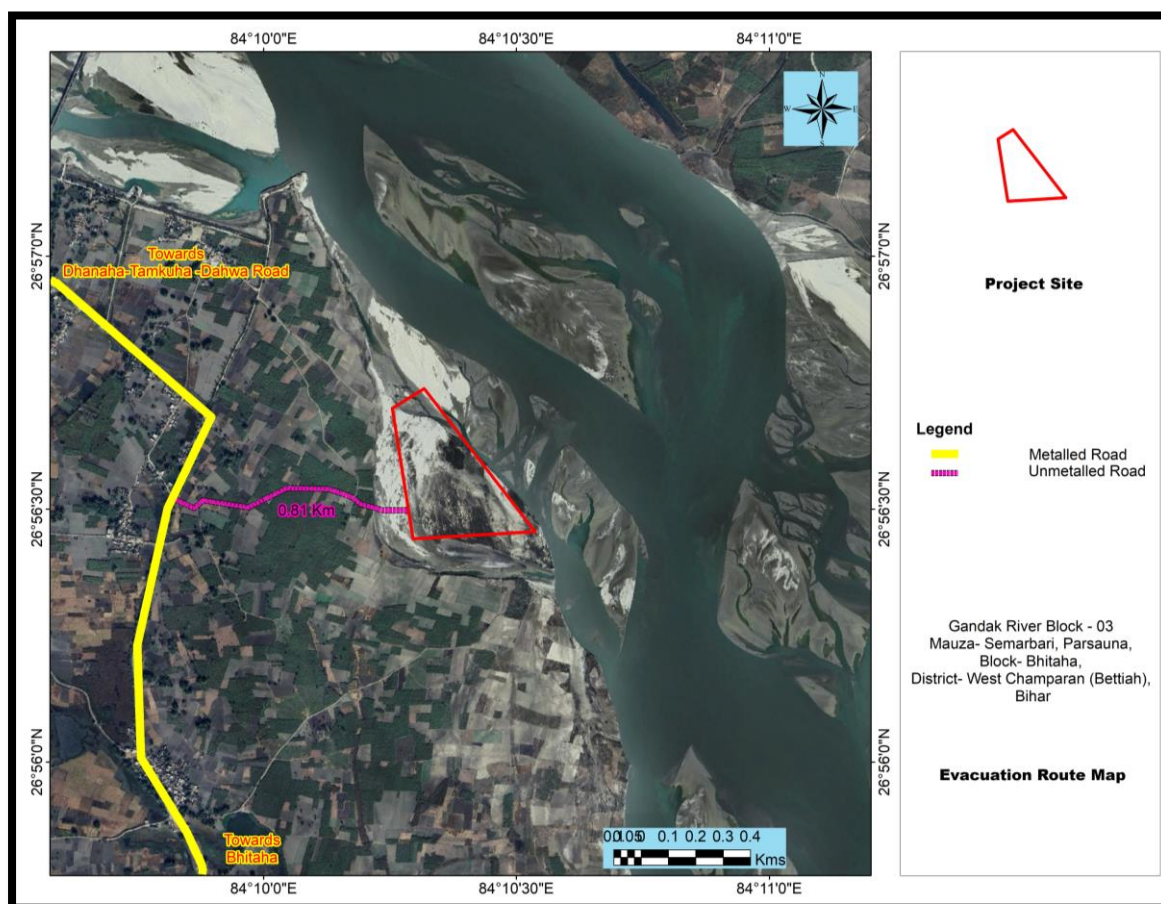 84°10'0"E
84°10'30"E
84°11'0"E
N
W
E
S
26°57'0"N
26°57'0"N
Towards
Dhanaha-Tamkuha -Dahwa Road
Project Site
Legend
Metalled Road
Unmetalled Road
26°56'30"N
26°56'30"N
0.81 Km
Gandak River Block - 03
Mauza- Semarbari, Parsauna,
Block- Bhitaha,
District- West Champaran (Bettiah),
Bihar
26°56'0"N
26°56'0"N
Evacuation Route Map
Towards
Bhitaha
0.1 0.2 0.3 0.4
Kms
84°10'0"E
84°10'30"E
84°11'0"E